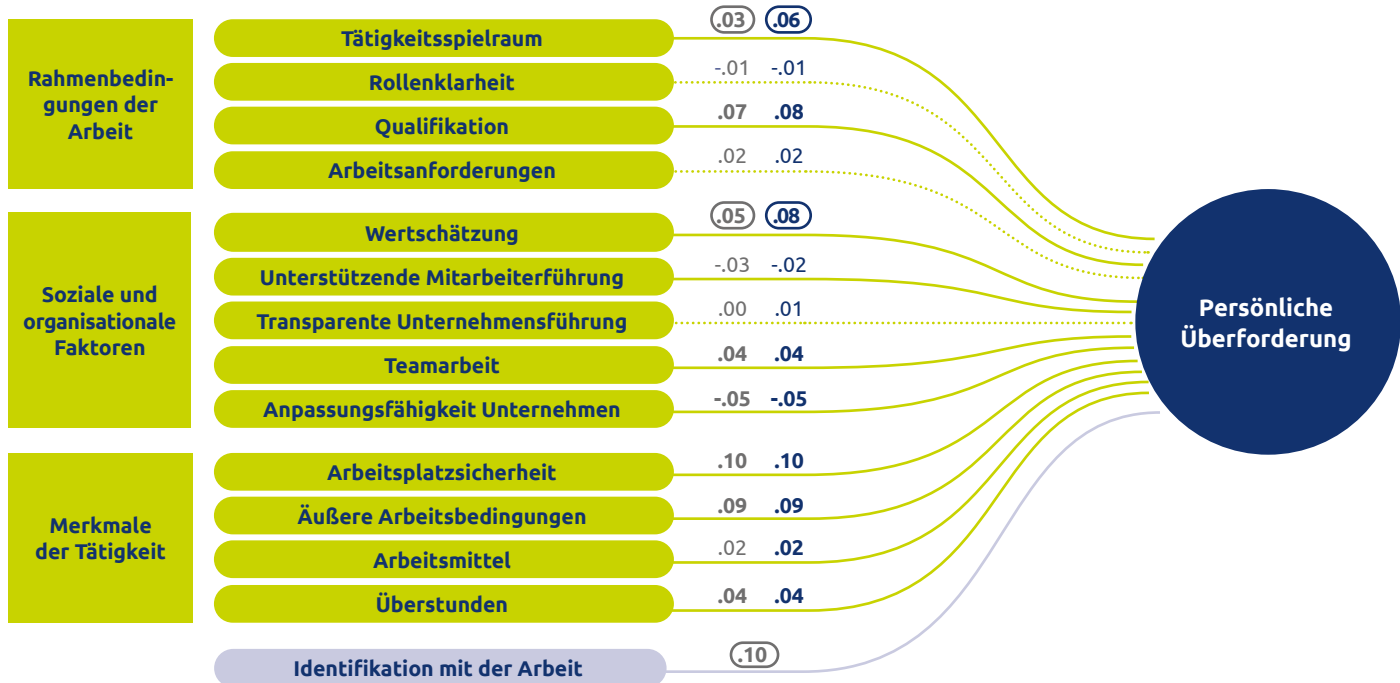 Rahmenbedin-
gungen der
Arbeit
Tätigkeitsspielraum
.03 .06
Rollenklarheit
-.01 -.01
Qualifikation
.07 .08
Arbeitsanforderungen
.02 .02
Soziale und
organisationale
Faktoren
Wertschätzung
.05 .08
Unterstützende Mitarbeiterführung
-.03 -.02
Transparente Unternehmensführung
.00 .01
Teamarbeit
.04 .04
Anpassungsfähigkeit Unternehmen
-.05 -.05
Merkmale
der Tätigkeit
Arbeitsplatzsicherheit
.10 .10
Äußere Arbeitsbedingungen
.09 .09
Arbeitsmittel
.02 .02
Überstunden
.04 .04
Identifikation mit der Arbeit
.10
Persönliche
Überforderung